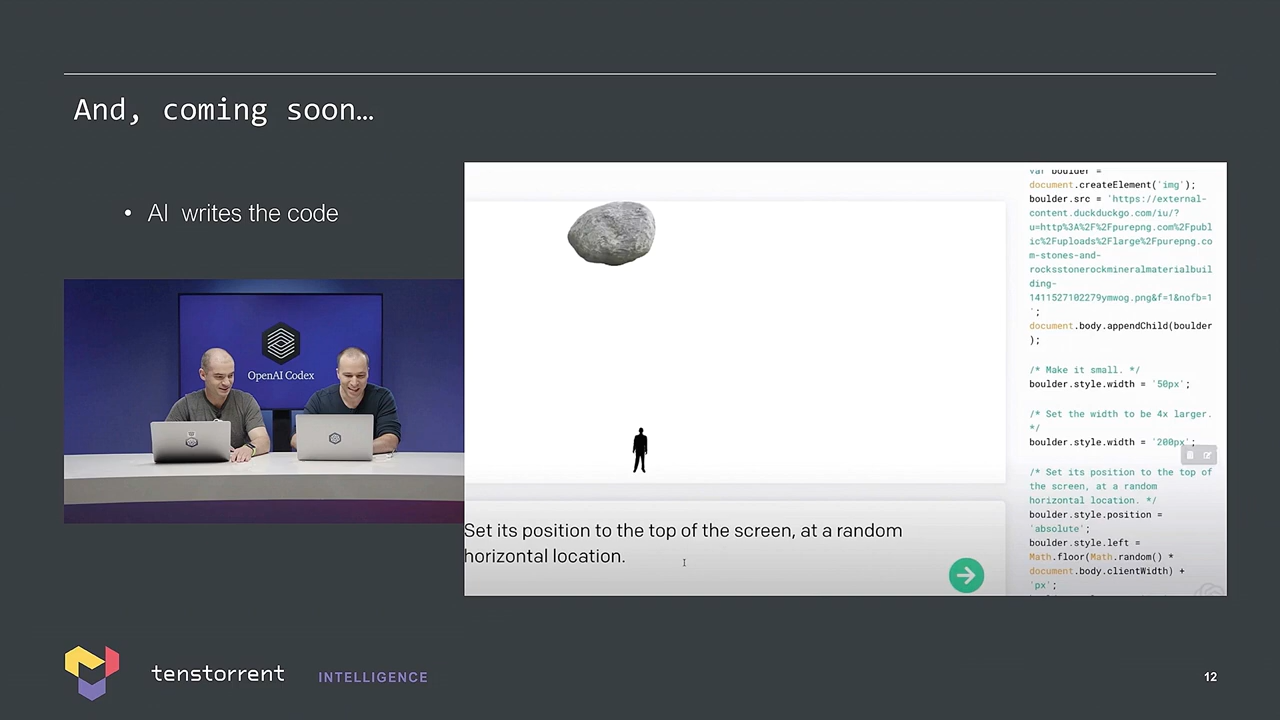 And, coming soon…
• AI writes the code
OpenAI Codex
Set its position to the top of the screen, at a random
horizontal location.
var boulder =
document.createElement('img');
boulder.src = 'https://external-
content.duckduckgo.com/iu/?
u=http%3A%2F%2Fpurepng.com%2Fpubl
ic%2Fuploads%2Flarge%2Fpurepng.co
m-stones-and-
rocksstonerockmineralmaterialbuil
ding-
1411527102279ymwog.png&f=1&nofb=1
';
document.body.appendChild(boulder
);
/* Make it small. */
boulder.style.width = '50px';
/* Set the width to be 4x larger.
*/
boulder.style.width = '200px';
/* Set its position to the top of
the screen, at a random
horizontal location. */
boulder.style.position =
'absolute';
boulder.style.left =
Math.floor(Math.random() *
document.body.clientWidth) +
'px';
tenstorrent INTELLIGENCE
12